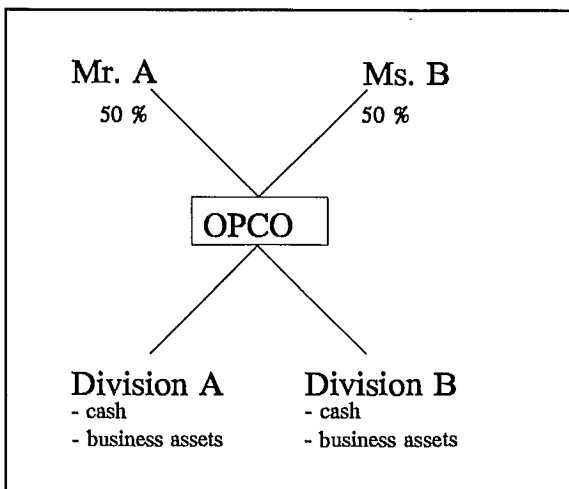 Mr. A Ms. B
50 % 50 %
OPCO
Division A Division B
- cash - cash
- business assets - business assets